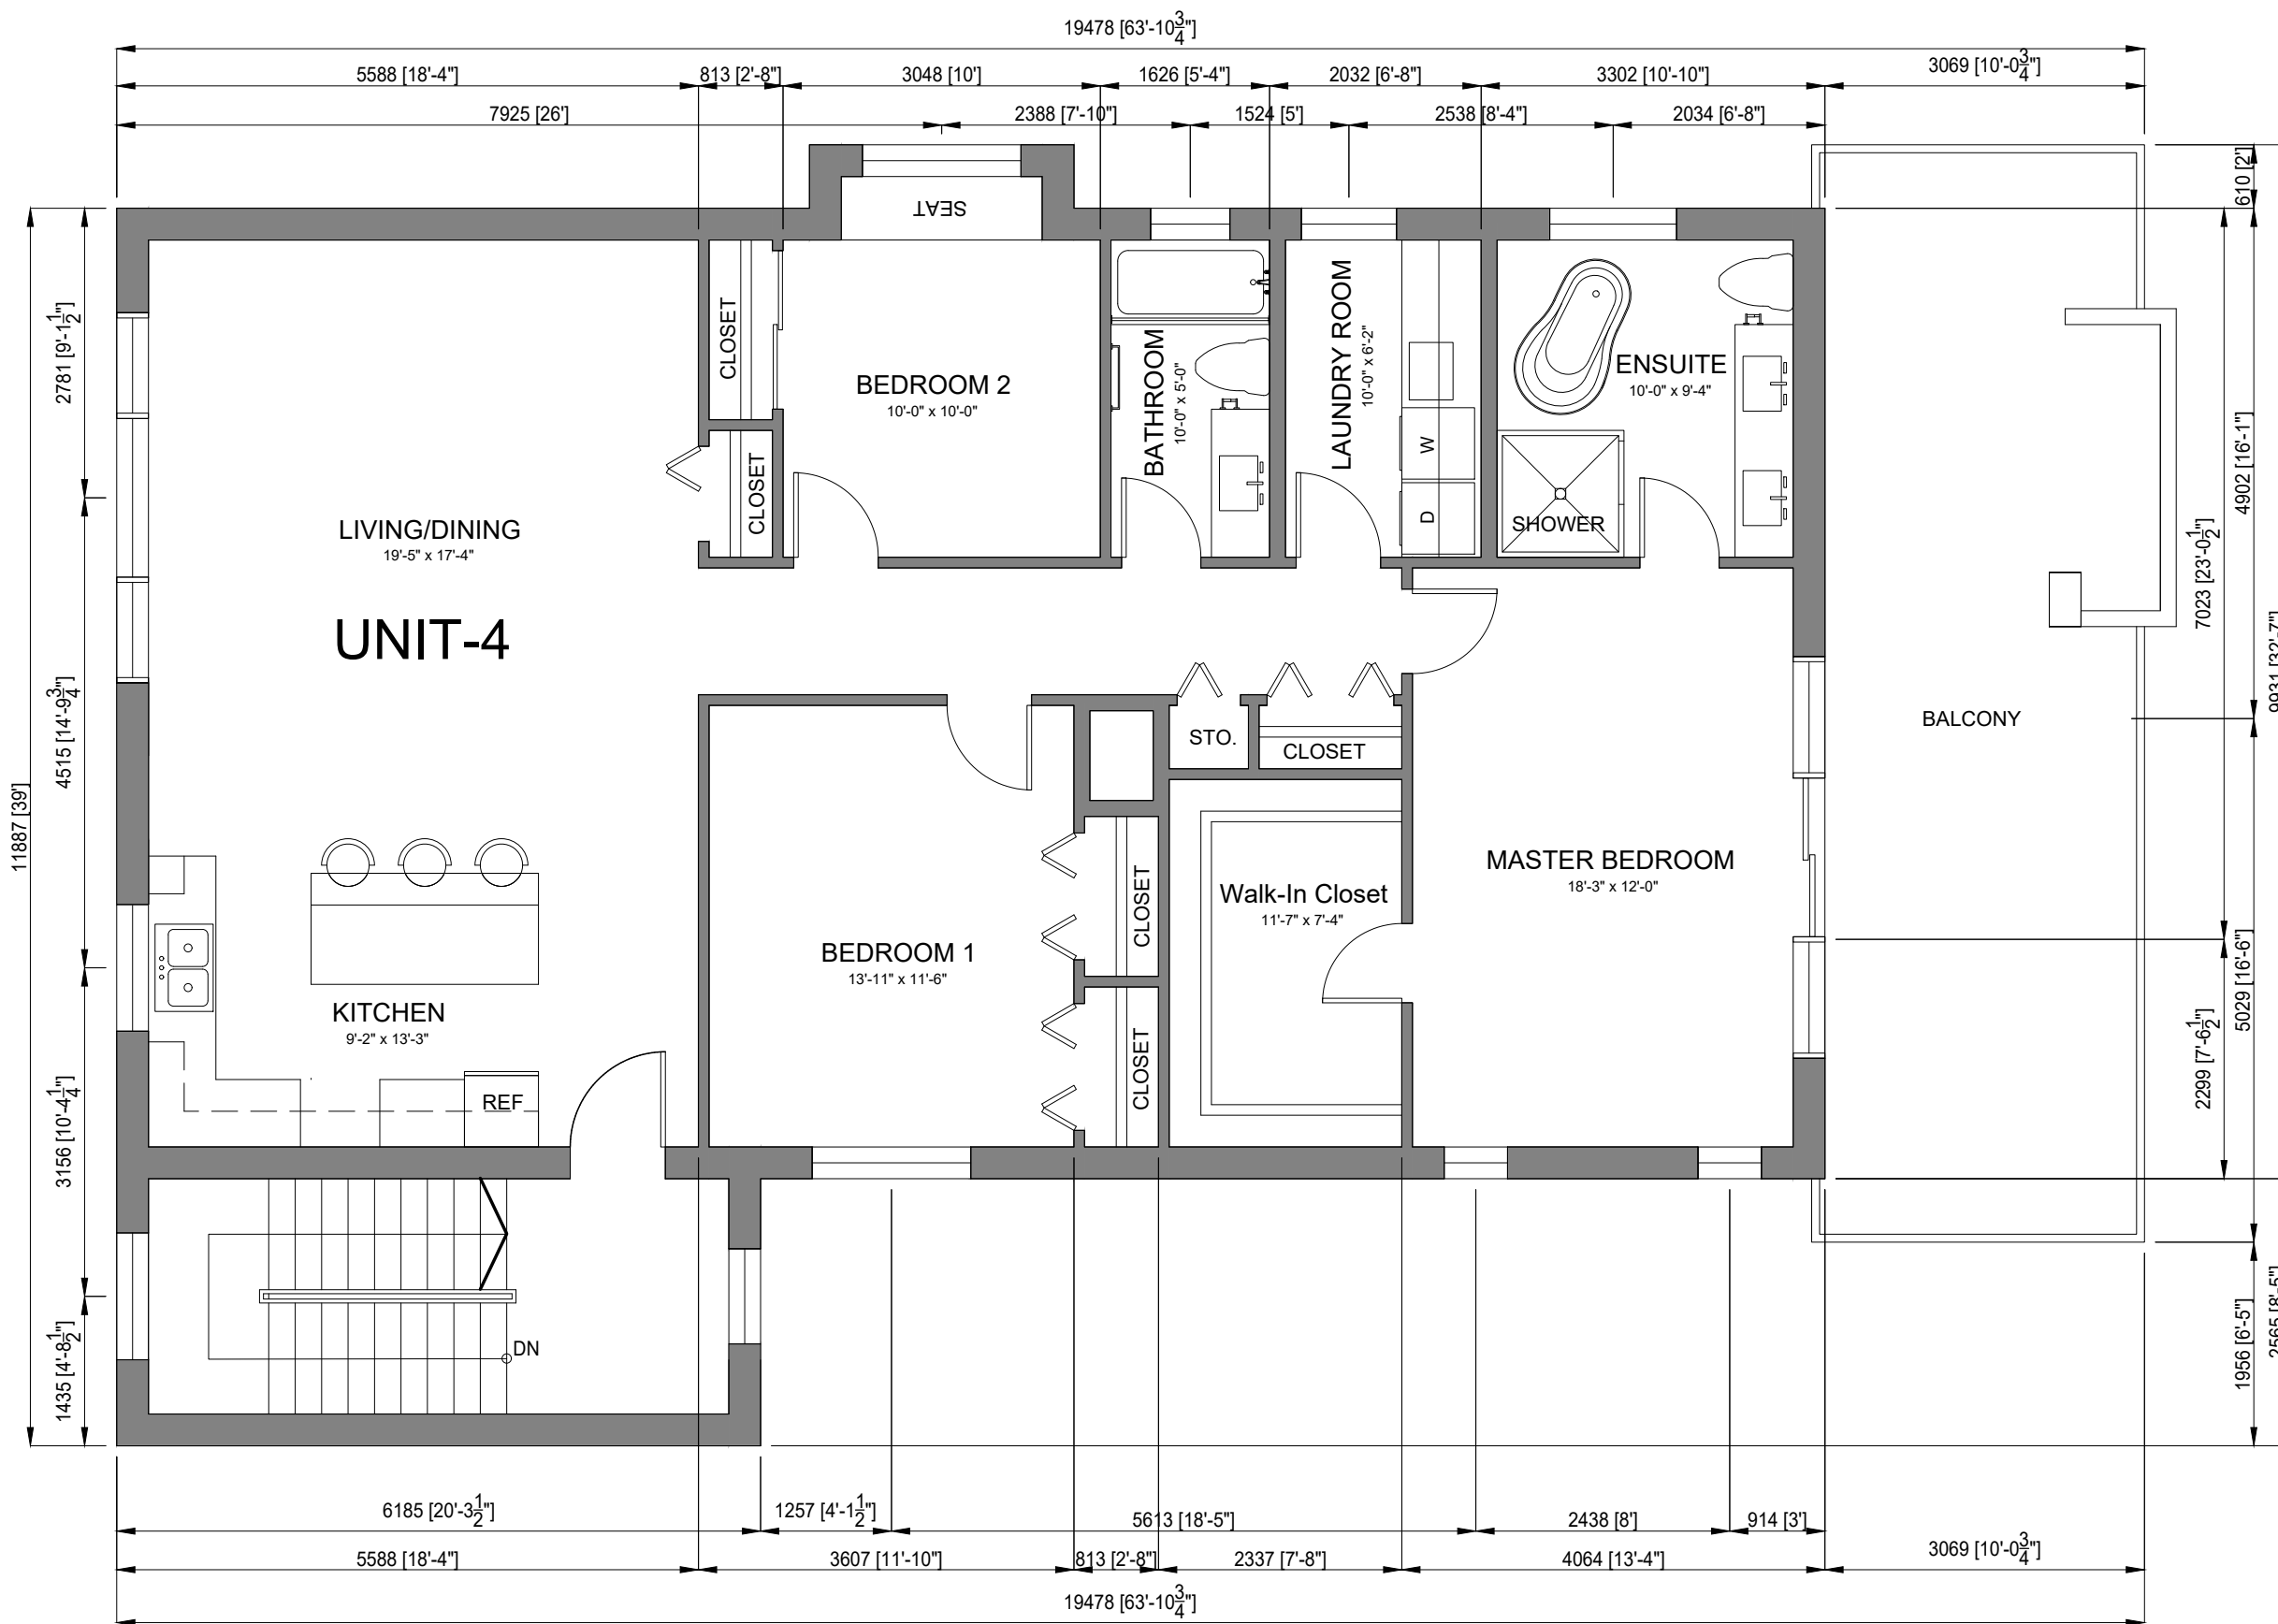 19478 [63'-10 3/4"]
5588 [18'-4"] 813 [2'-8"] 3048 [10'] 1626 [5'-4"] 2032 [6'-8"] 3302 [10'-10"] 3069 [10'-0 3/4"]
7925 [26'] 2388 [7'-10"] 1524 [5'] 2538 [8'-4"] 2034 [6'-8"]
610 [2']
SEAT
2781 [9'-1 1/2"]
CLOSET
BEDROOM 2
10'-0" x 10'-0"
BATHROOM
10'-0" x 5'-0"
LAUNDRY ROOM
10'-0" x 6'-2"
ENSUITE
10'-0" x 9'-4"
W
D
SHOWER
CLOSET
4902 [16'-1"]
7023 [23'-0 1/2"]
9931 [32'-7"]
LIVING/DINING
19'-5" x 17'-4"
UNIT-4
4515 [14'-9 3/4"]
11887 [39']
STO.
CLOSET
BALCONY
MASTER BEDROOM
18'-3" x 12'-0"
Walk-In Closet
11'-7" x 7'-4"
CLOSET
BEDROOM 1
13'-11" x 11'-6"
KITCHEN
9'-2" x 13'-3"
REF
CLOSET
5029 [16'-6"]
2299 [7'-6 1/2"]
3156 [10'-4 1/4"]
1435 [4'-8 1/2"]
DN
1956 [6'-5"]
2565 [8'-5"]
6185 [20'-3 1/2"] 1257 [4'-1 1/2"] 5613 [18'-5"] 2438 [8'] 914 [3']
5588 [18'-4"] 3607 [11'-10"] 813 [2'-8"] 2337 [7'-8"] 4064 [13'-4"] 3069 [10'-0 3/4"]
19478 [63'-10 3/4"]